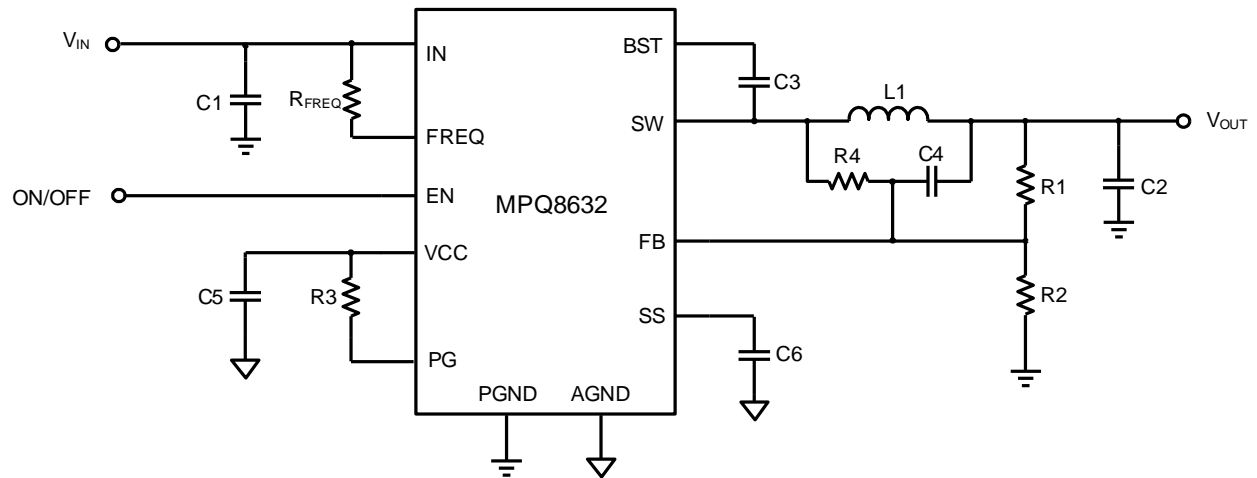 VIN
IN
BST
C1
RFREQ
C3
L1
FREQ
SW
VOUT
R4
C4
R1
C2
ON/OFF
EN
MPQ8632
VCC
FB
C5
R3
R2
SS
PG
C6
PGND
AGND